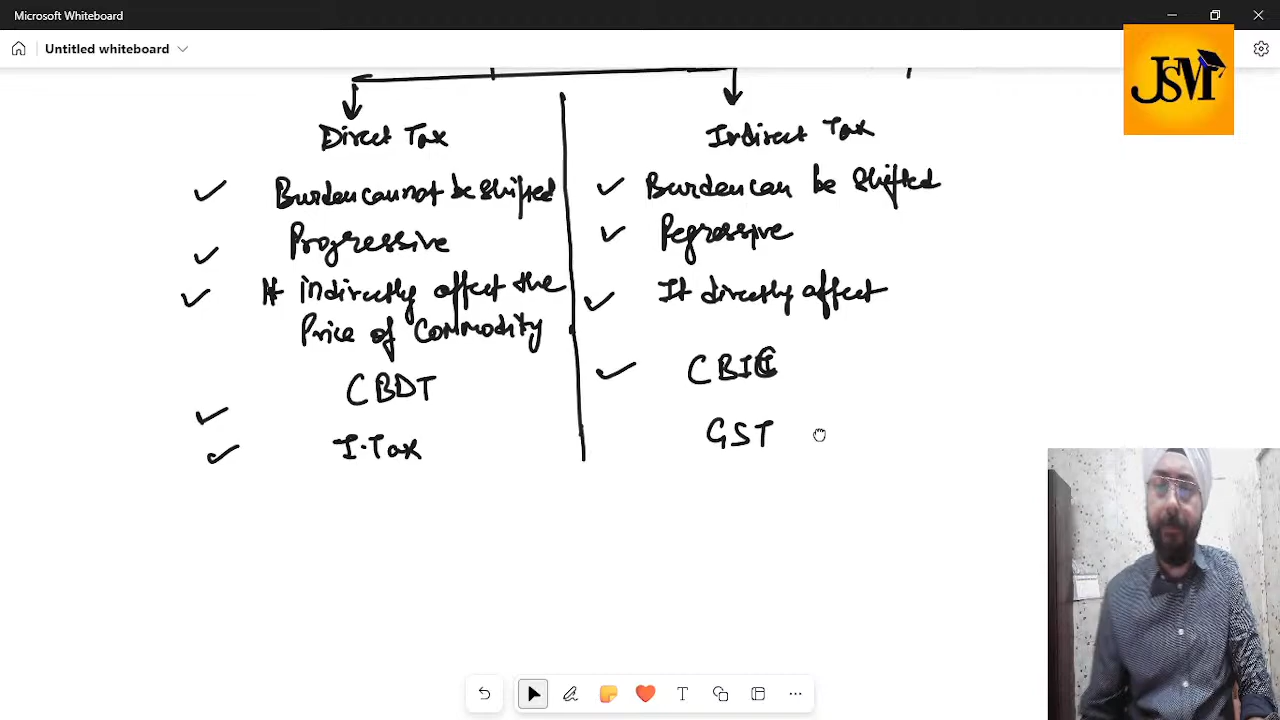 Microsoft Whiteboard
Untitled whiteboard
JSM
Direct Tax
Burden cannot be shifted
Progressive
It indirectly affect the
Price of Commodity
CBDT
I.Tax
Indirect Tax
Burden can be Shifted
Regressive
It directly affect
CBIC
GST
T